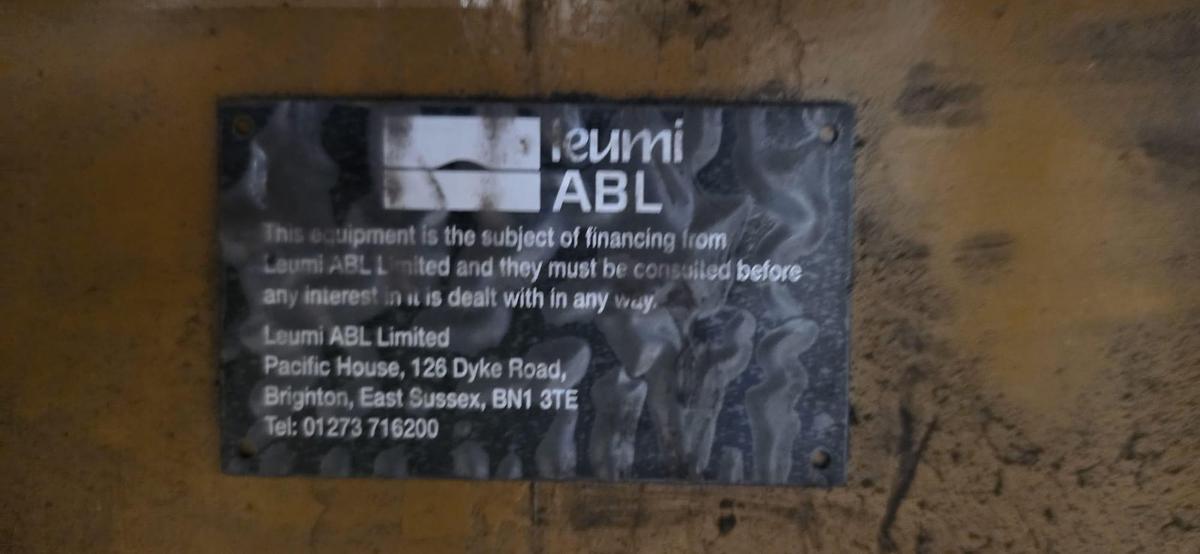 leumi
ABL
This equipment is the subject of financing from
Leumi ABL Limited and they must be consulted before
any interest in it is dealt with in any way.
Leumi ABL Limited
Pacific House, 126 Dyke Road,
Brighton, East Sussex, BN1 3TE
Tel: 01273 716200